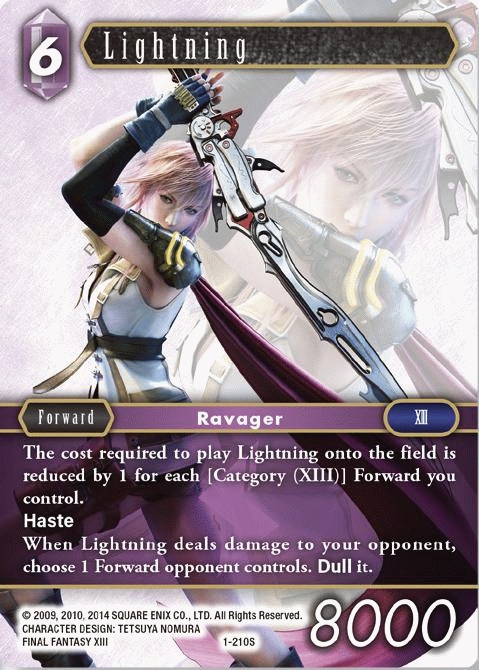 6
Lightning
Forward
Ravager
XIII
The cost required to play Lightning onto the field is
reduced by 1 for each [Category (XIII)] Forward you
control.
Haste
When Lightning deals damage to your opponent,
choose 1 Forward opponent controls. Dull it.
© 2009, 2010, 2014 SQUARE ENIX CO., LTD. All Rights Reserved.
CHARACTER DESIGN: TETSUYA NOMURA
FINAL FANTASY XIII
1-210S
8000